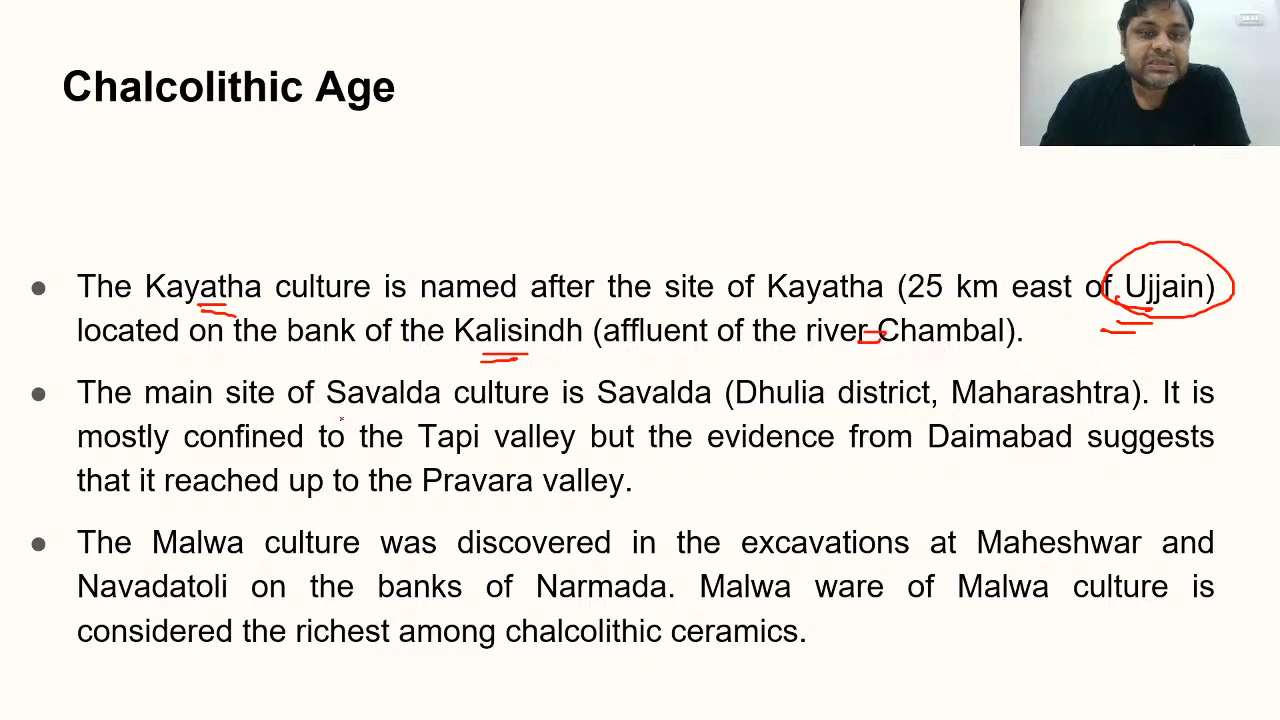 Chalcolithic Age
● The Kayatha culture is named after the site of Kayatha (25 km east of Ujjain)
located on the bank of the Kalisindh (affluent of the river Chambal).
● The main site of Savalda culture is Savalda (Dhulia district, Maharashtra). It is
mostly confined to the Tapi valley but the evidence from Daimabad suggests
that it reached up to the Pravara valley.
● The Malwa culture was discovered in the excavations at Maheshwar and
Navadatoli on the banks of Narmada. Malwa ware of Malwa culture is
considered the richest among chalcolithic ceramics.